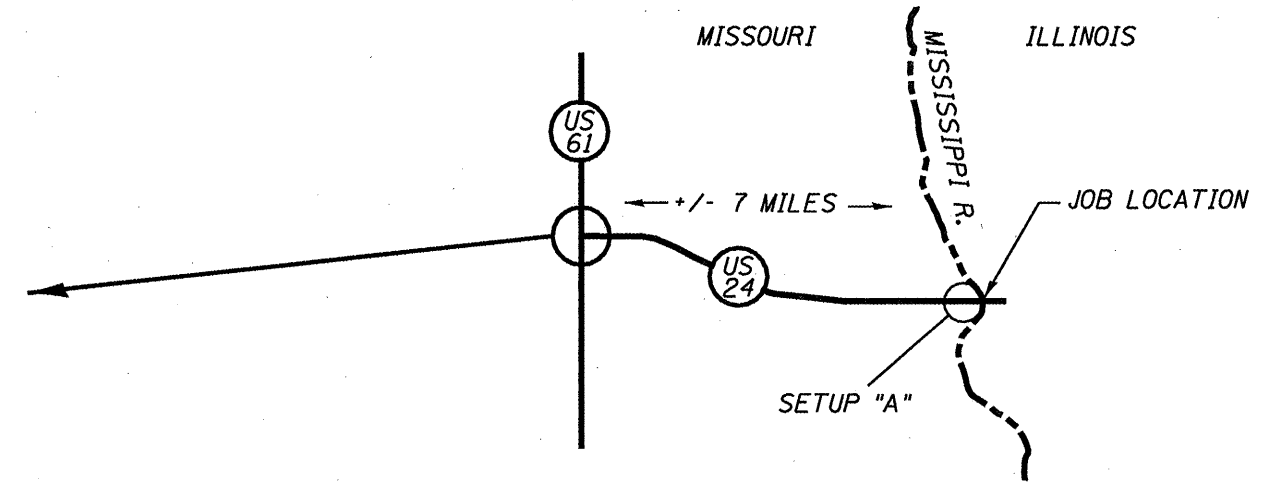 MISSOURI
ILLINOIS
MISSISSIPPI R.
US
61
+/- 7 MILES
JOB LOCATION
US
24
SETUP "A"